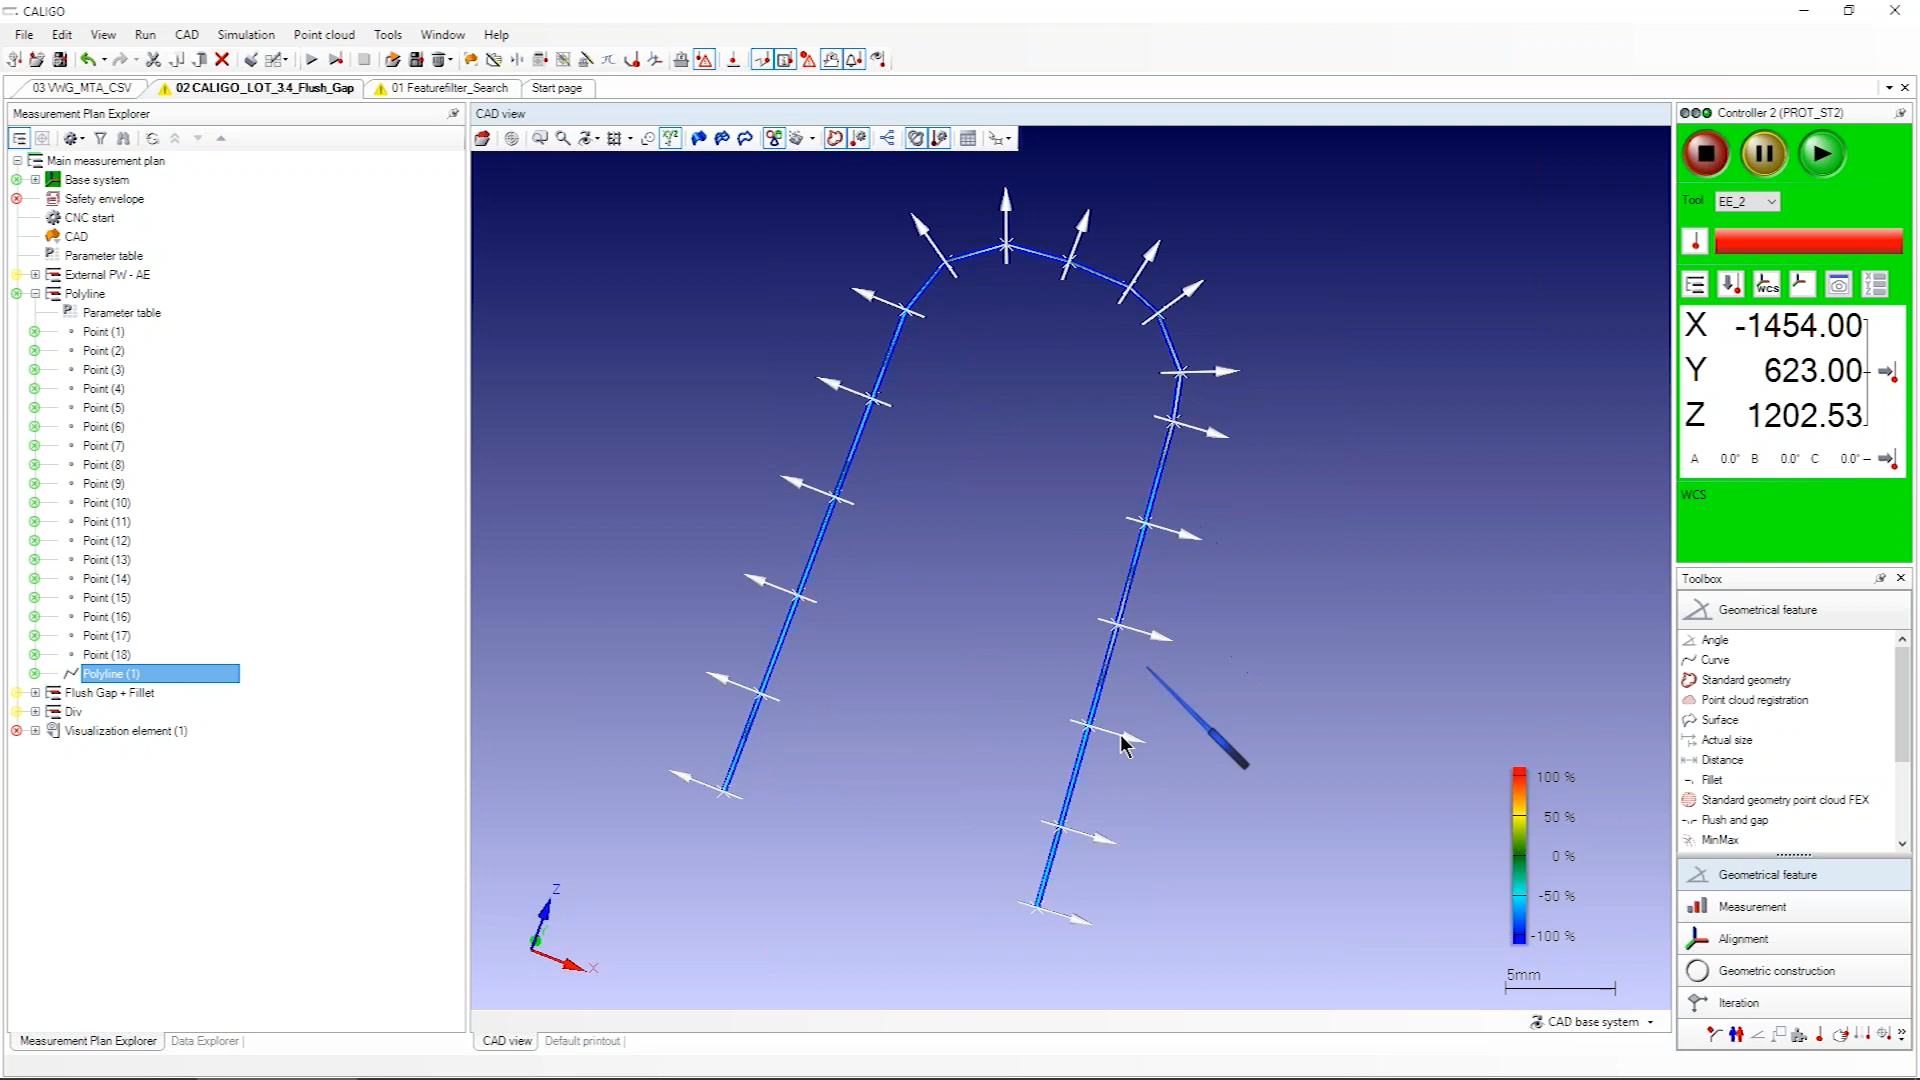 CALIGO
File Edit View Run CAD Simulation Point cloud Tools Window Help
03 VWG_MTA_CSV 02 CALIGO_LOT_3.4_Flush_Gap 01 Featurefilter_Search Start page
Measurement Plan Explorer
Main measurement plan
Base system
Safety envelope
CNC start
CAD
Parameter table
External PW - AE
Polyline
Parameter table
Point (1)
Point (2)
Point (3)
Point (4)
Point (5)
Point (6)
Point (7)
Point (8)
Point (9)
Point (10)
Point (11)
Point (12)
Point (13)
Point (14)
Point (15)
Point (16)
Point (17)
Point (18)
Polyline (1)
Flush Gap + Fillet
Div
Visualization element (1)
Measurement Plan Explorer Data Explorer
CAD view
Z
X
100 %
50 %
0 %
-50 %
-100 %
5mm
CAD base system
CAD view Default printout
Controller 2 (PROT_ST2)
Tool EE_2
WCS
X -1454.00
Y 623.00
Z 1202.53
A 0.0° B 0.0° C 0.0°
WCS
Toolbox
Geometrical feature
Angle
Curve
Standard geometry
Point cloud registration
Surface
Actual size
Distance
Fillet
Standard geometry point cloud FEX
Flush and gap
MinMax
Geometrical feature
Measurement
Alignment
Geometric construction
Iteration